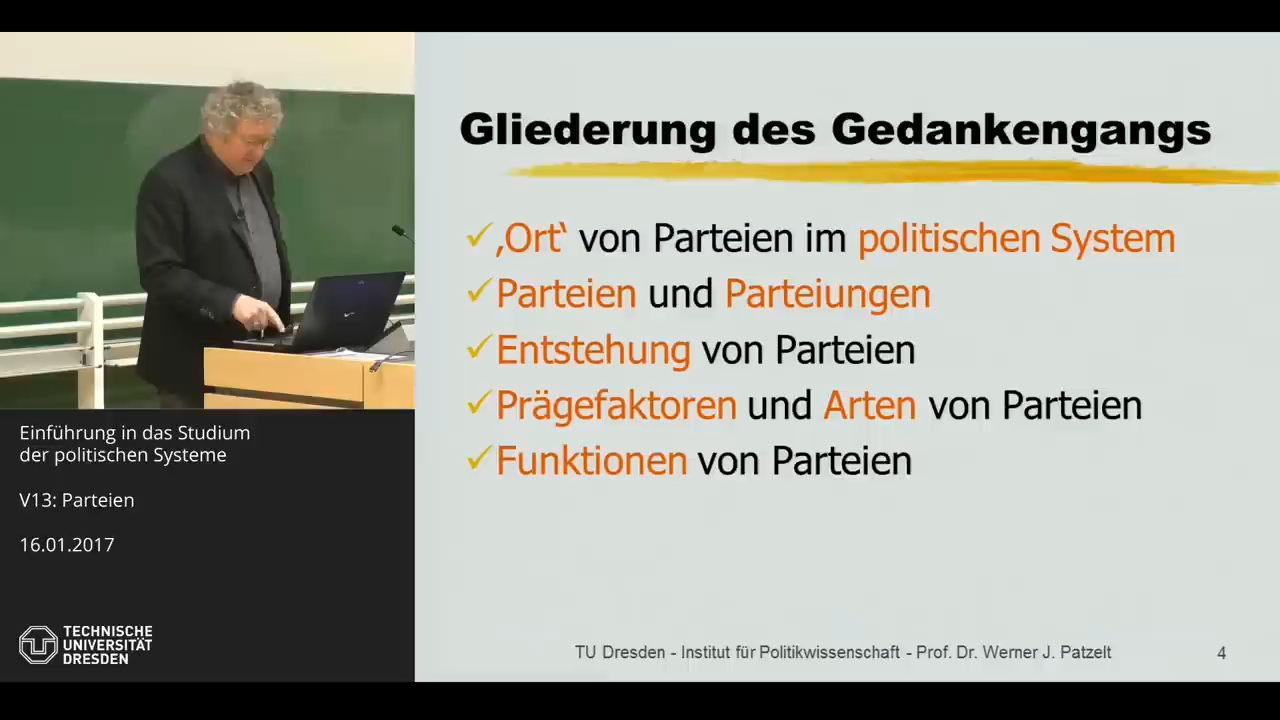 Gliederung des Gedankengangs
✓‚Ort‘ von Parteien im politischen System
✓Parteien und Parteiungen
✓Entstehung von Parteien
✓Prägefaktoren und Arten von Parteien
✓Funktionen von Parteien
TU Dresden - Institut für Politikwissenschaft - Prof. Dr. Werner J. Patzelt
4
Einführung in das Studium
der politischen Systeme
V13: Parteien
16.01.2017
TECHNISCHE
UNIVERSITÄT
DRESDEN